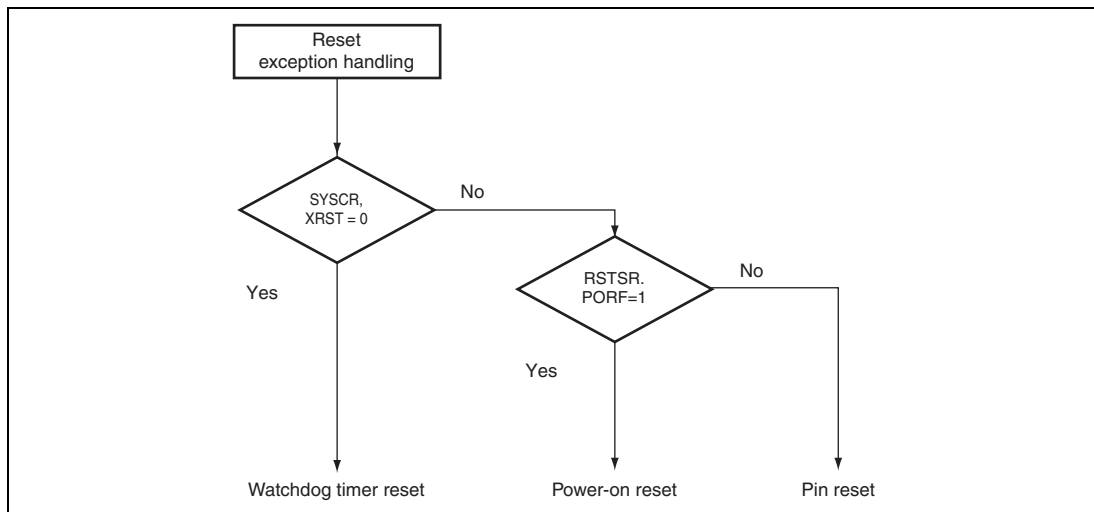 Reset
exception handling
SYSCR,
XRST = 0
No
RSTSR.
PORF=1
No
Yes
Yes
Watchdog timer reset
Power-on reset
Pin reset